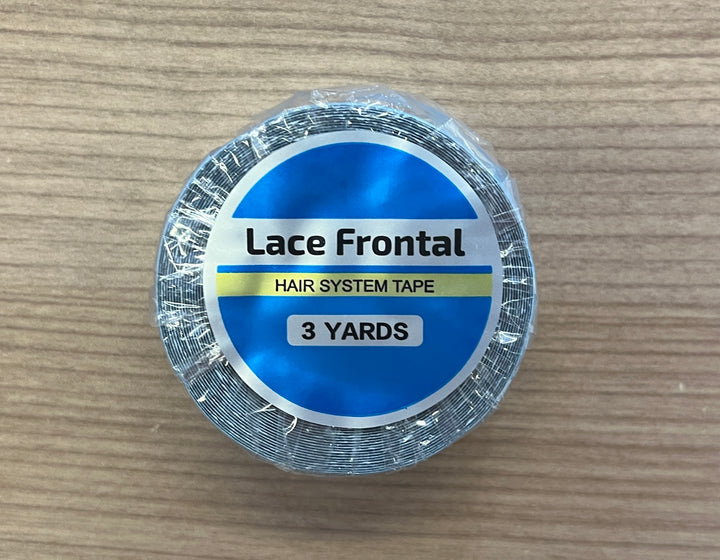 Lace Frontal
HAIR SYSTEM TAPE
3 YARDS